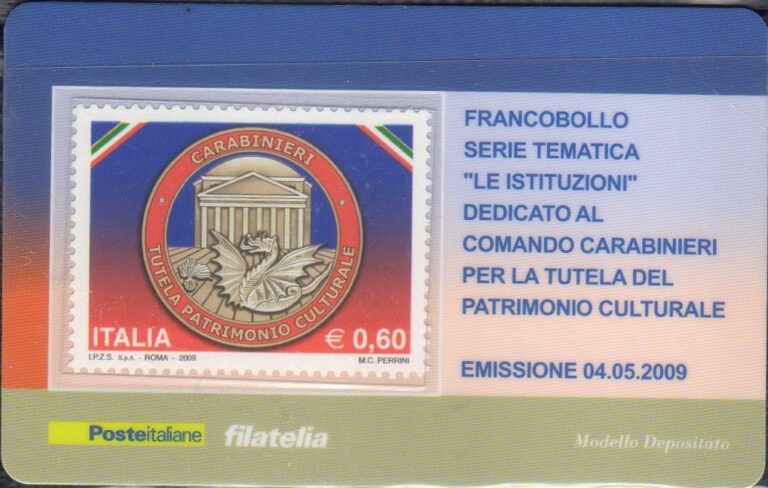 CARABINIERI
TUTELA PATRIMONIO CULTURALE
ITALIA
€ 0,60
I.P.Z.S. S.p.A. - ROMA - 2009
M.C. PERRINI
FRANCOBOLLO
SERIE TEMATICA
"LE ISTITUZIONI"
DEDICATO AL
COMANDO CARABINIERI
PER LA TUTELA DEL
PATRIMONIO CULTURALE
EMISSIONE 04.05.2009
Posteitaliane
filatelia
Modello Depositato